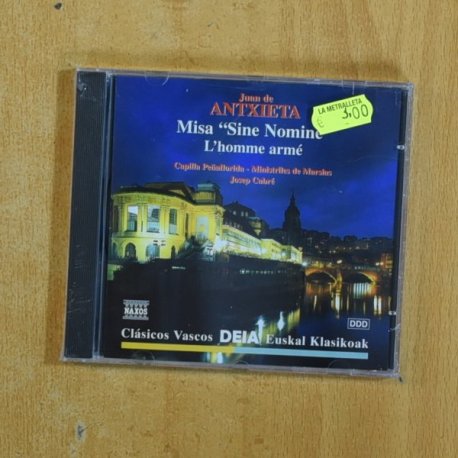 Juan de
ANTXIETA
Misa "Sine Nomine
L'homme armé
Capilla Peñaflorida - Ministriles de Marsias
Josep Cabré
LA METRALLETA
€ 3,00
NAXOS
DDD
Clásicos Vascos DEIA Euskal Klasikoak